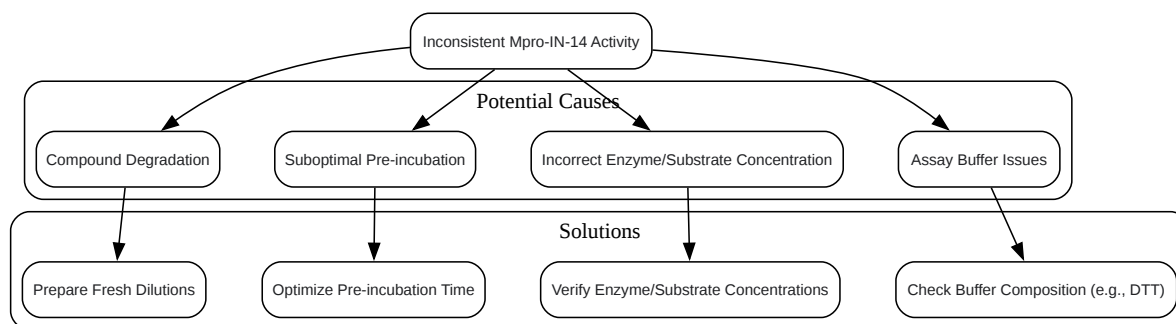 Inconsistent Mpro-IN-14 Activity
Potential Causes
Compound Degradation
Suboptimal Pre-incubation
Incorrect Enzyme/Substrate Concentration
Assay Buffer Issues
Solutions
Prepare Fresh Dilutions
Optimize Pre-incubation Time
Verify Enzyme/Substrate Concentrations
Check Buffer Composition (e.g., DTT)